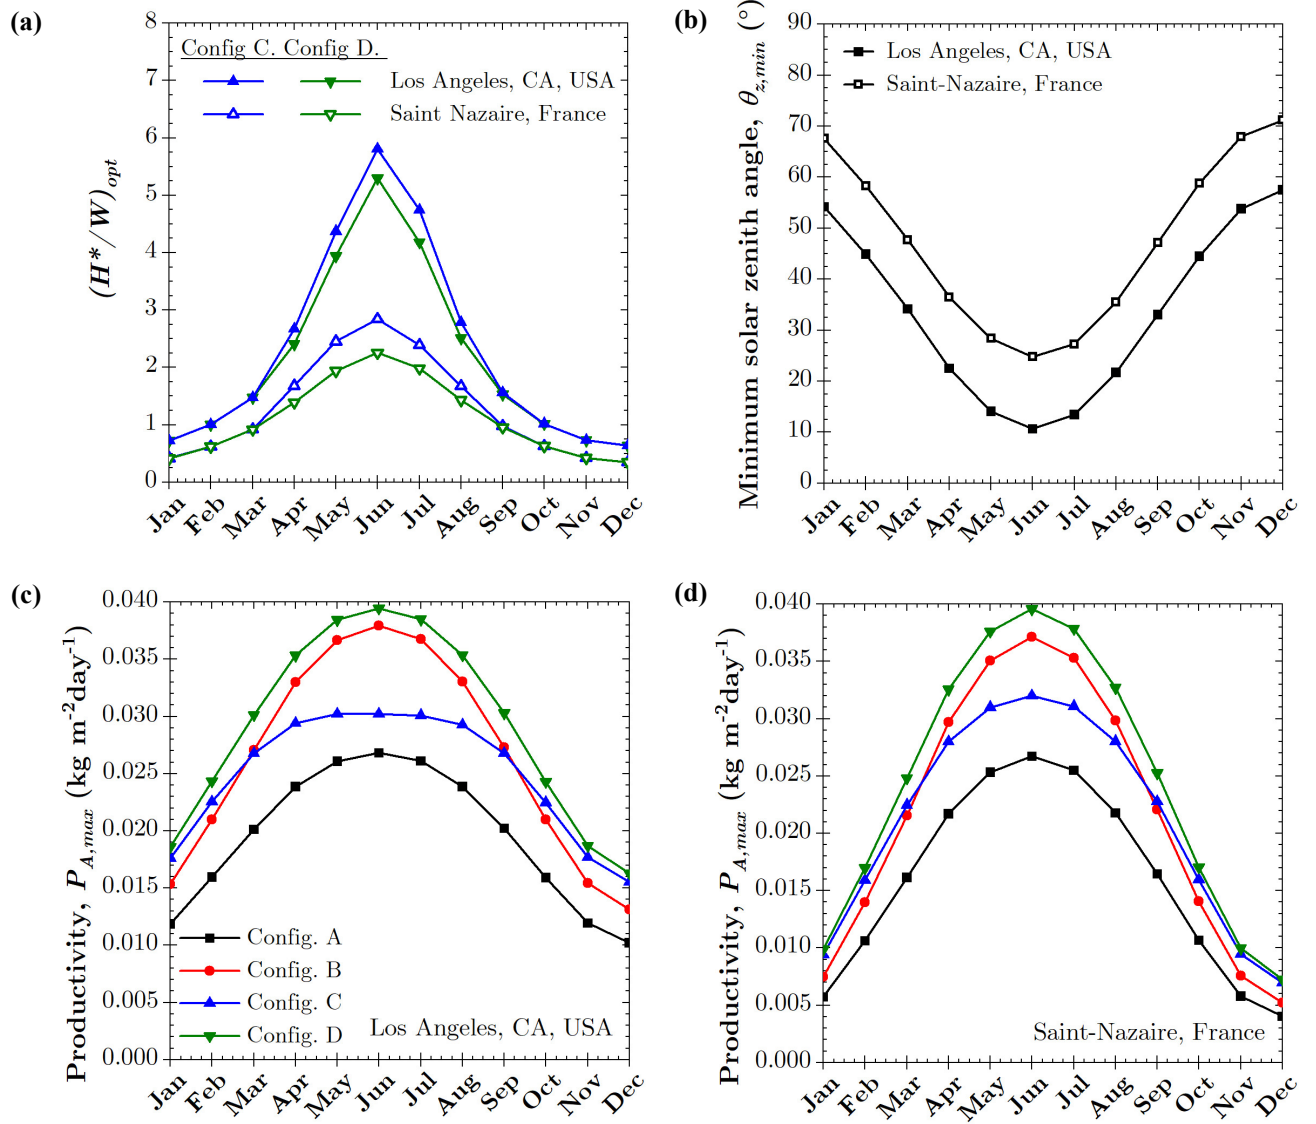 (a)
8
7
6
5
4
3
2
1
0
(H*/W)opt
Config C. Config D.
Los Angeles, CA, USA
Saint Nazaire, France
Jan Feb Mar Apr May Jun Jul Aug Sep Oct Nov Dec
(b)
90
80
70
60
50
40
30
20
10
0
Minimum solar zenith angle, θz,min (°)
Los Angeles, CA, USA
Saint-Nazaire, France
Jan Feb Mar Apr May Jun Jul Aug Sep Oct Nov Dec
(c)
0.040
0.035
0.030
0.025
0.020
0.015
0.010
0.005
0.000
Productivity, PA,max (kg m-2day-1)
Config. A
Config. B
Config. C
Config. D
Los Angeles, CA, USA
Jan Feb Mar Apr May Jun Jul Aug Sep Oct Nov Dec
(d)
0.040
0.035
0.030
0.025
0.020
0.015
0.010
0.005
0.000
Productivity, PA,max (kg m-2day-1)
Saint-Nazaire, France
Jan Feb Mar Apr May Jun Jul Aug Sep Oct Nov Dec